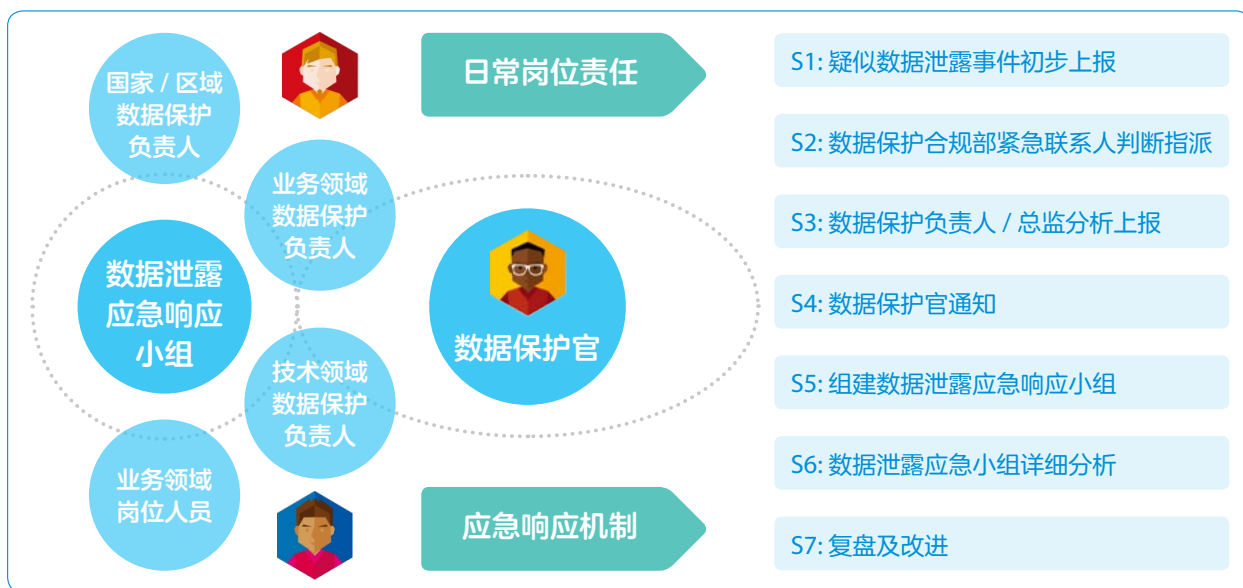 国家 / 区域
数据保护
负责人
业务领域
数据保护
负责人
数据泄露
应急响应
小组
技术领域
数据保护
负责人
业务领域
岗位人员
数据保护官
日常岗位责任
应急响应机制
S1: 疑似数据泄露事件初步上报
S2: 数据保护合规部紧急联系人判断指派
S3: 数据保护负责人 / 总监分析上报
S4: 数据保护官通知
S5: 组建数据泄露应急响应小组
S6: 数据泄露应急小组详细分析
S7: 复盘及改进